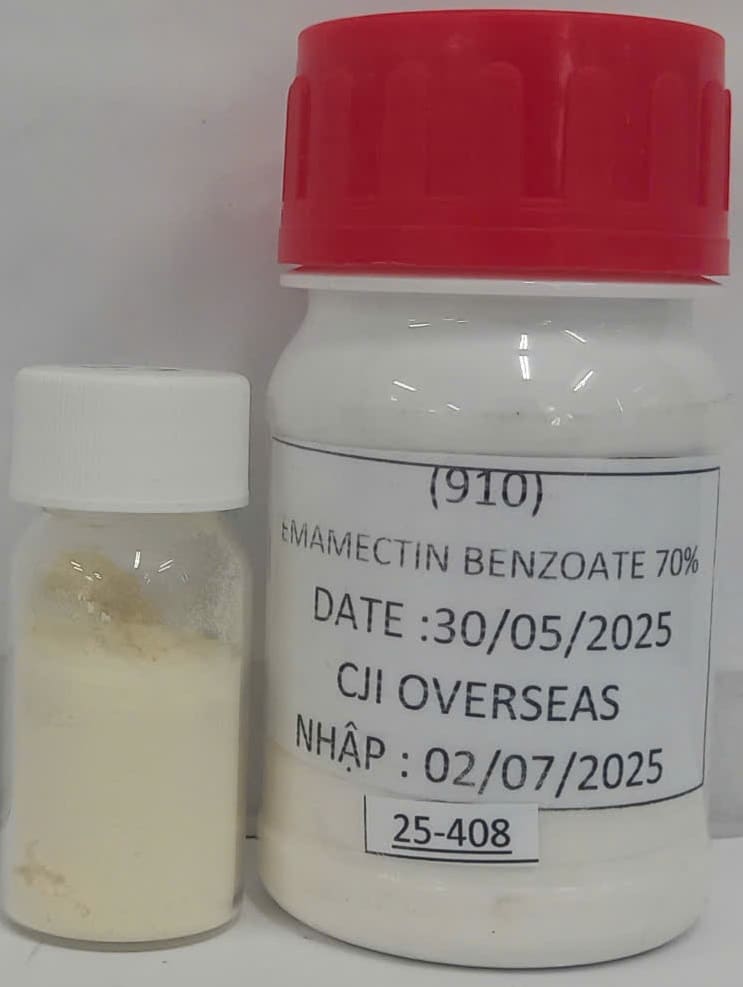 (910)
EMAMECTIN BENZOATE 70%
DATE :30/05/2025
CJI OVERSEAS
NHẬP : 02/07/2025
25-408